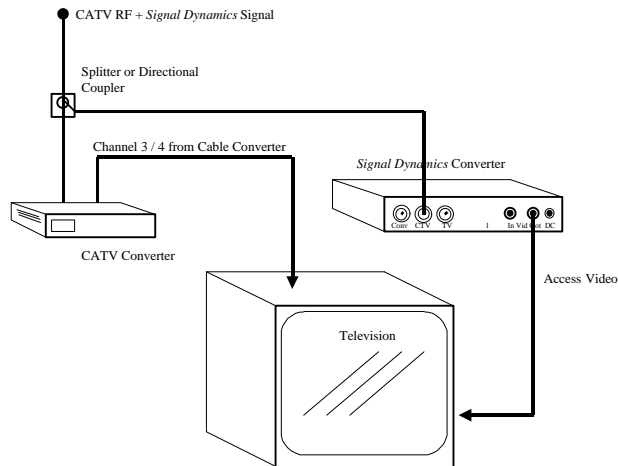 CATV RF + Signal Dynamics Signal
Splitter or Directional
Coupler
Channel 3 / 4 from Cable Converter
Signal Dynamics Converter
Conv CTV TV 1 In Vid Out DC
CATV Converter
Access Video
Television